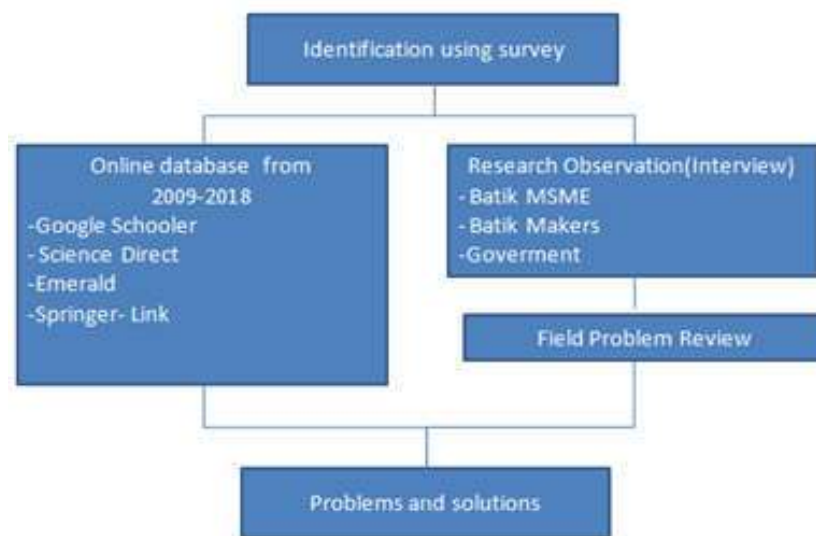 Identification using survey
Online database from
2009-2018
-Google Schooler
- Science Direct
-Emerald
-Springer- Link
Research Observation(Interview)
- Batik MSME
- Batik Makers
-Goverment
Field Problem Review
Problems and solutions